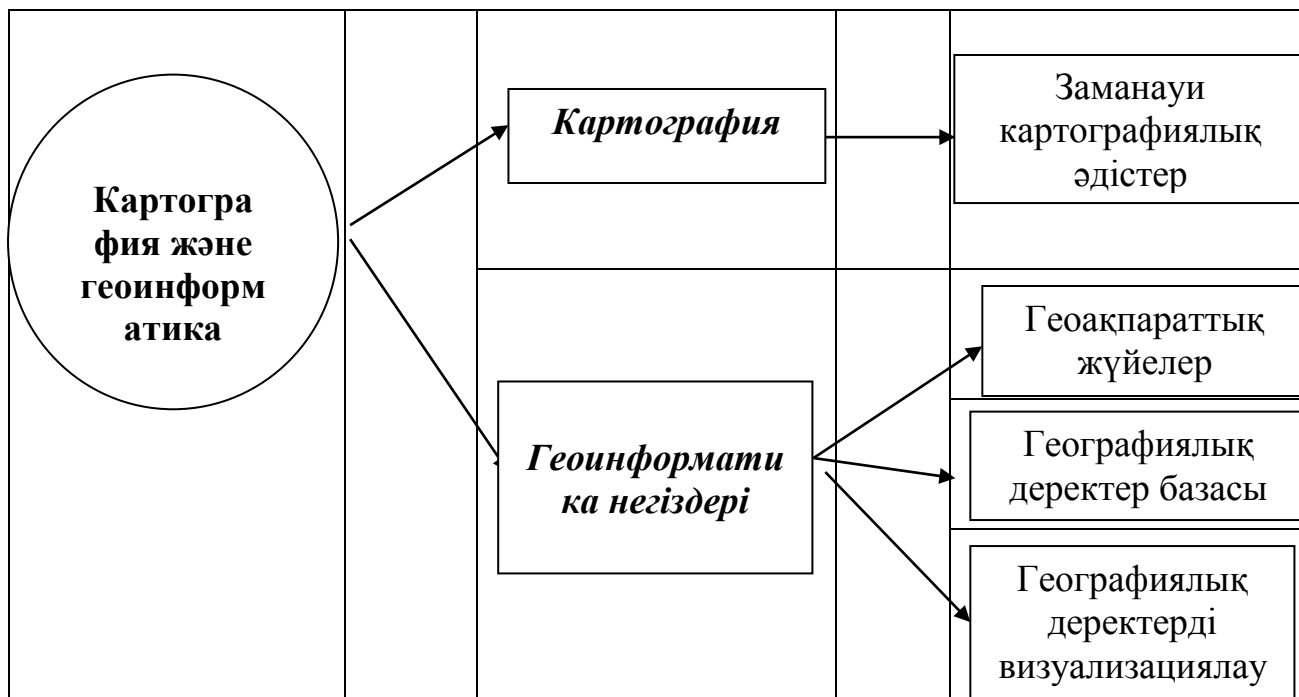 Картогра
фия және
геоинформ
атика
Картография
Заманауи
картографиялық
әдістер
Геоинформати
ка негіздері
Геоақпараттық
жүйелер
Географиялық
деректер базасы
Географиялық
деректерді
визуализациялау